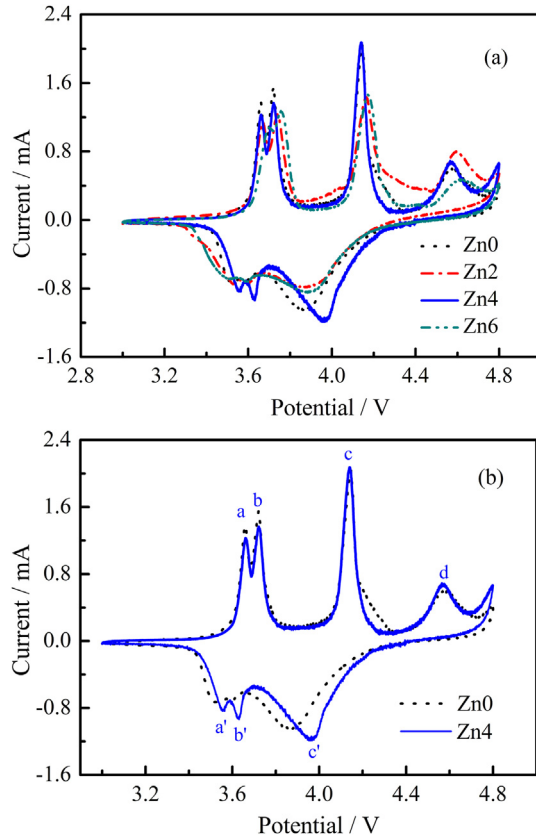 (a)
2.4
1.6
0.8
0.0
-0.8
-1.6
Current / mA
Zn0
Zn2
Zn4
Zn6
2.8 3.2 3.6 4.0 4.4 4.8
Potential / V
(b)
2.4
1.6
0.8
0.0
-0.8
-1.6
Current / mA
a b c d
a' b' c'
Zn0
Zn4
3.2 3.6 4.0 4.4 4.8
Potential / V